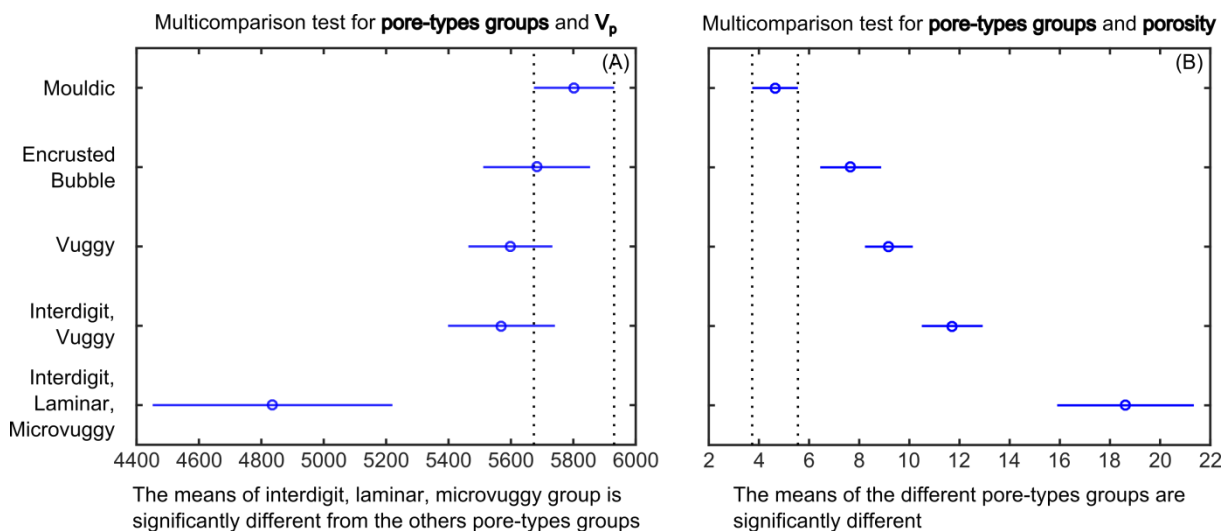 Multicomparison test for pore-types groups and Vp
(A)
Mouldic
Encrusted
Bubble
Vuggy
Interdigit,
Vuggy
Interdigit,
Laminar,
Microvuggy
4400 4600 4800 5000 5200 5400 5600 5800 6000
The means of interdigit, laminar, microvuggy group is
significantly different from the others pore-types groups
Multicomparison test for pore-types groups and porosity
(B)
2 4 6 8 10 12 14 16 18 20 22
The means of the different pore-types groups are
significantly different